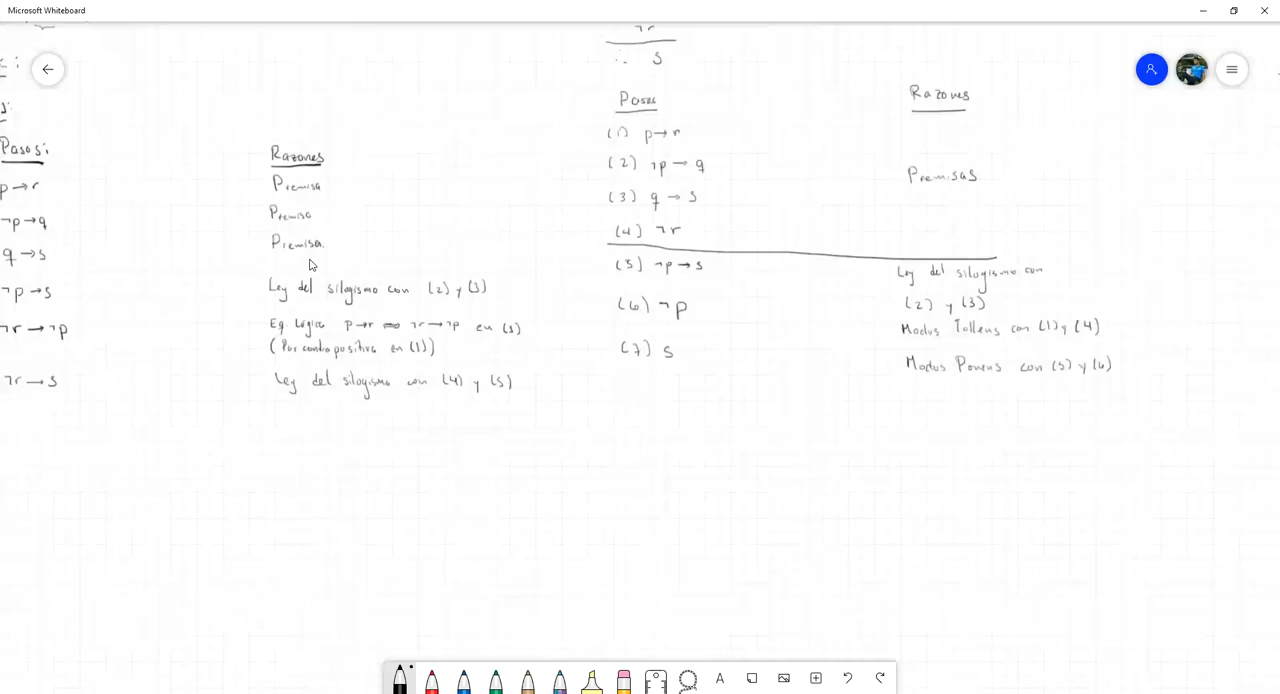 Microsoft Whiteboard
s:
Pasos:
p→r
¬p→q
q→s
¬p→s
¬r→¬p
¬r→s
Razones
Premisa
Premisa
Premisa.
Ley del silogismo con (2) y (3)
Eq. Lógica p→r ⇔ ¬r→¬p en (1)
(Por contrapositiva en (1))
Ley del silogismo con (4) y (5)
¬r
∴ s
Pasos
(1) p→r
(2) ¬p→q
(3) q→s
(4) ¬r
(5) ¬p→s
(6) ¬p
(7) s
Razones
Premisas
Ley del silogismo con
(2) y (3)
Modus Tollens con (1) y (4)
Modus Ponens con (5) y (6)
A